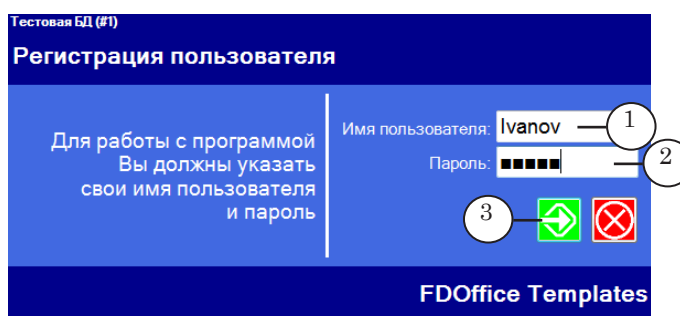 Тестовая БД (#1)
Регистрация пользователя
Для работы с программой
Вы должны указать
свои имя пользователя
и пароль
Имя пользователя: Ivanov
1
Пароль: ■■■■■
2
3
FDOffice Templates